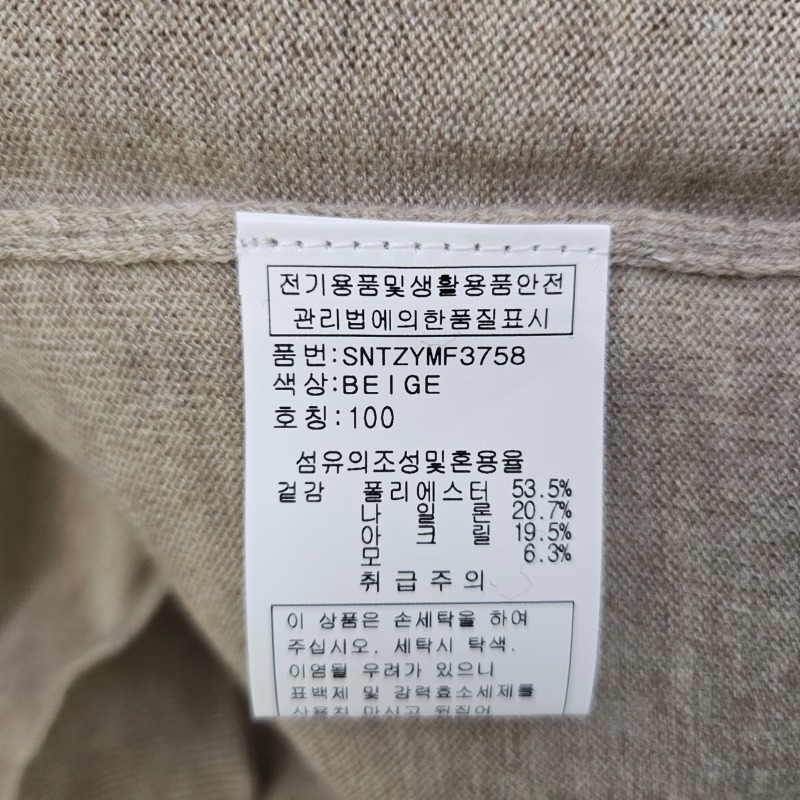 전기용품및생활용품안전
관리법에의한품질표시
품번:SNTZYMF3758
색상:BEIGE
호칭:100
섬유의조성및혼용율
겉감 폴리에스터 53.5%
나 일 론 20.7%
아 크 릴 19.5%
모 6.3%
취급주의
이 상품은 손세탁을 하여
주십시오. 세탁시 탁색.
이염될 우려가 있으니
표백제 및 강력효소세제를